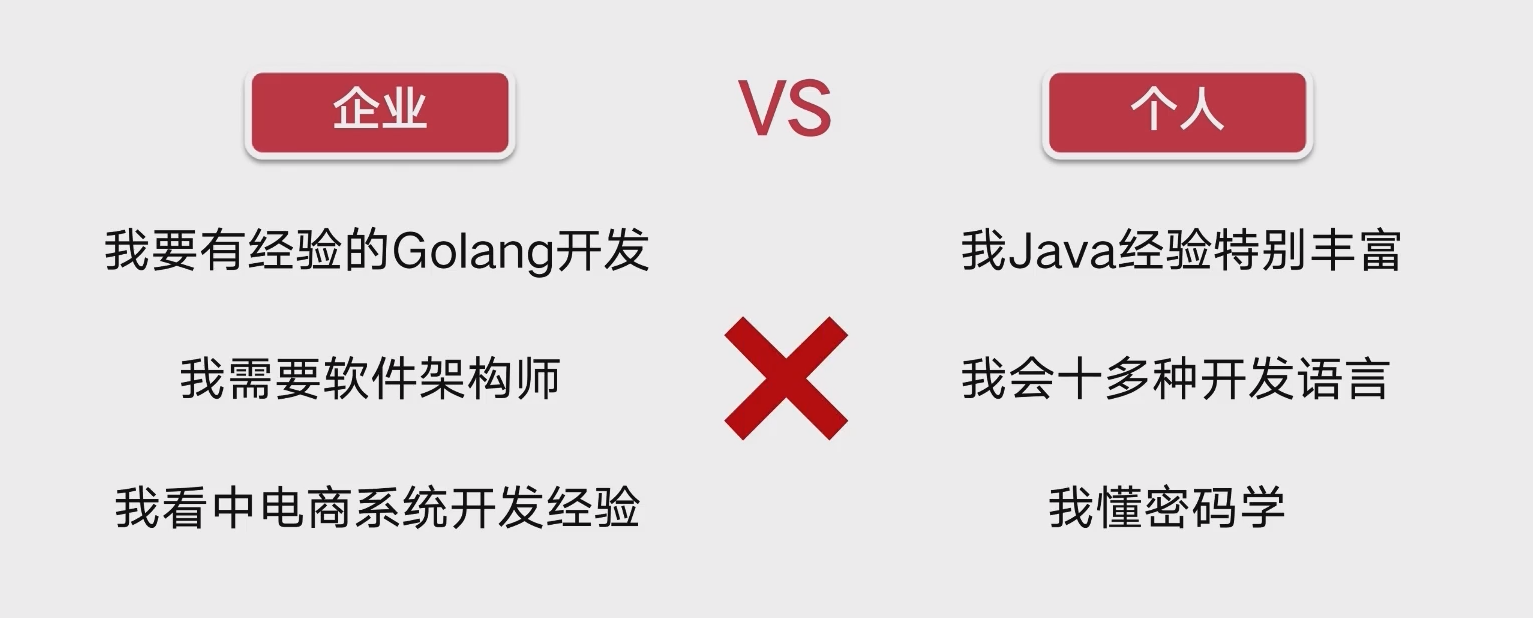 企业 VS 个人
我要有经验的Golang开发 我Java经验特别丰富
我需要软件架构师 我会十多种开发语言
我看中电商系统开发经验 我懂密码学